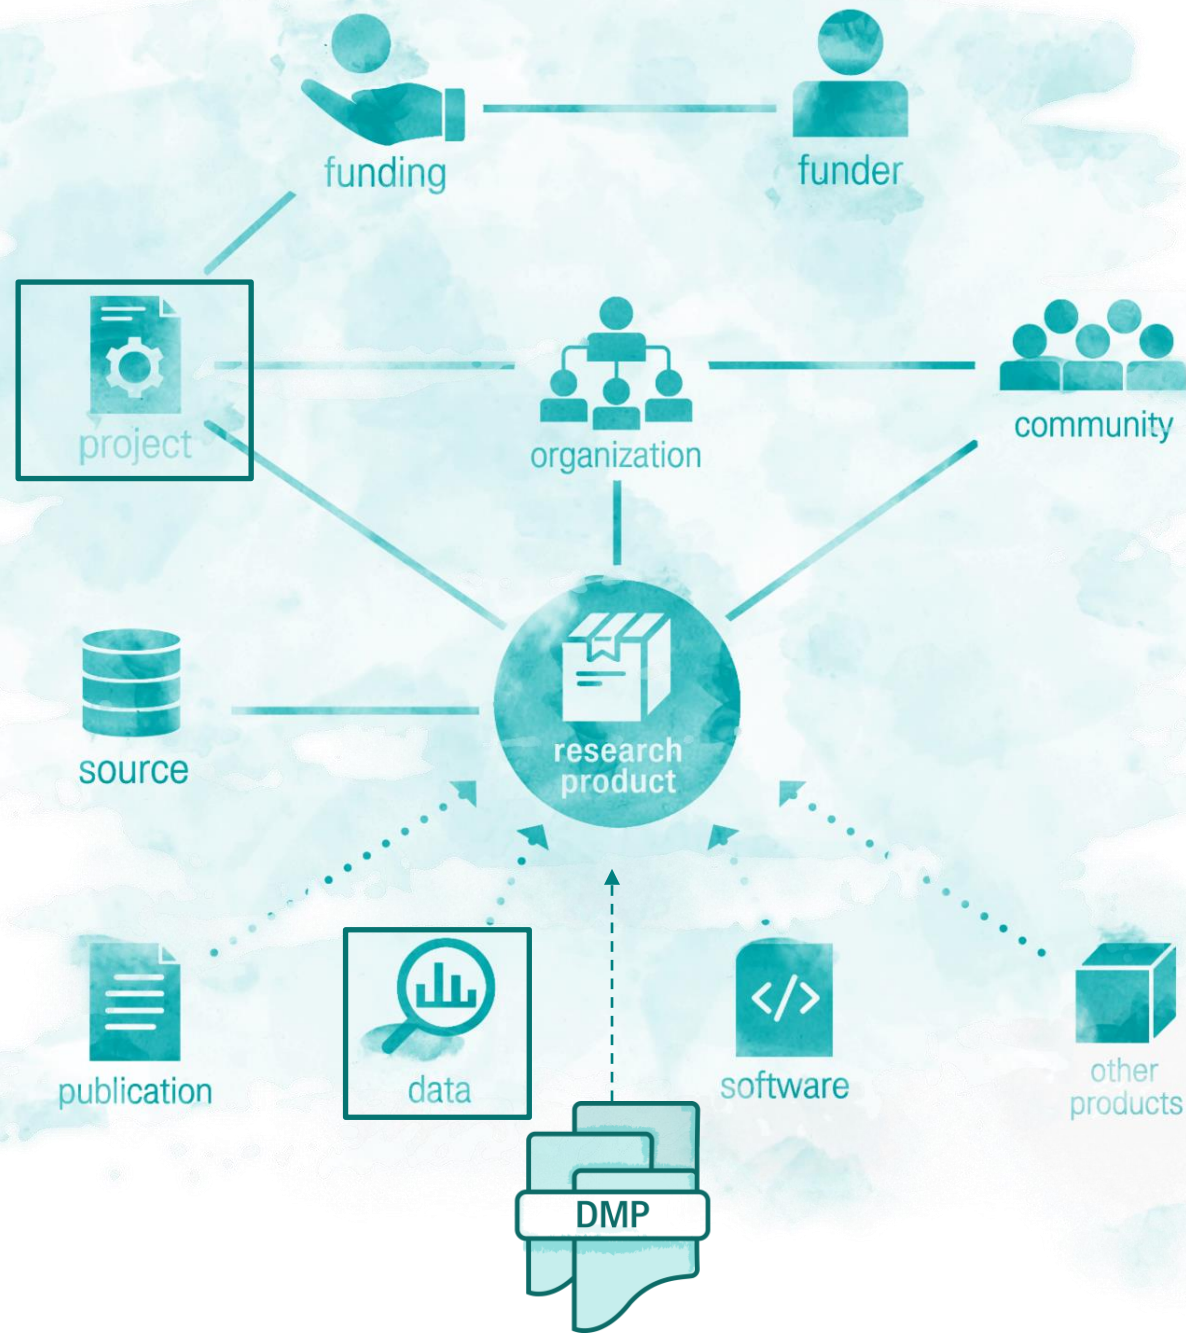 funding
funder
project
organization
community
source
research
product
publication
data
software
other
products
DMP